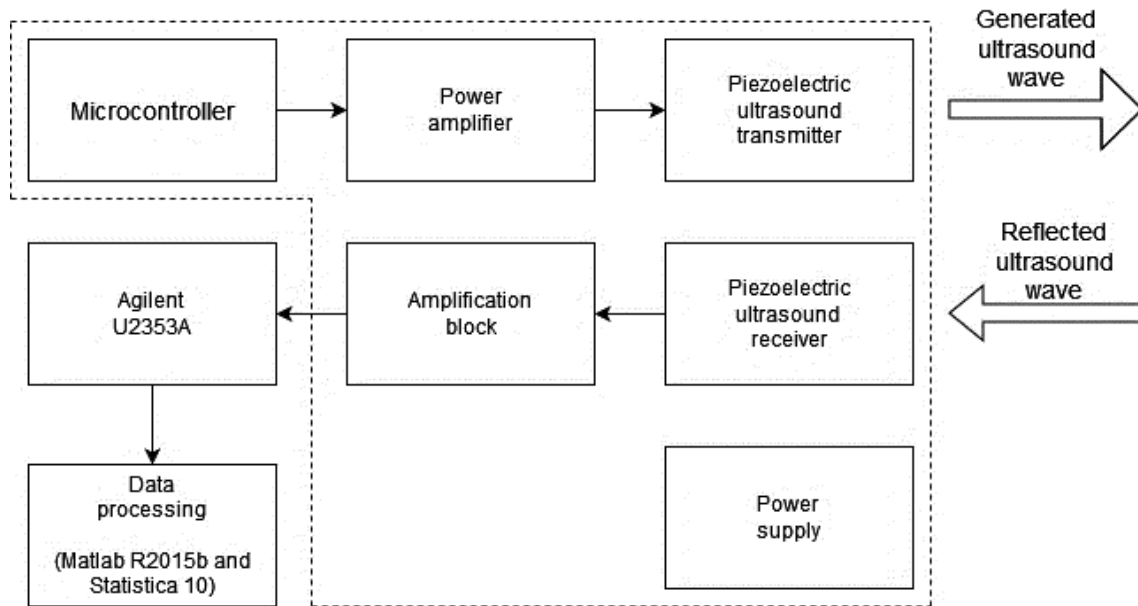 Microcontroller
Power
amplifier
Piezoelectric
ultrasound
transmitter
Generated
ultrasound
wave
Agilent
U2353A
Amplification
block
Piezoelectric
ultrasound
receiver
Reflected
ultrasound
wave
Data
processing
(Matlab R2015b and
Statistica 10)
Power
supply